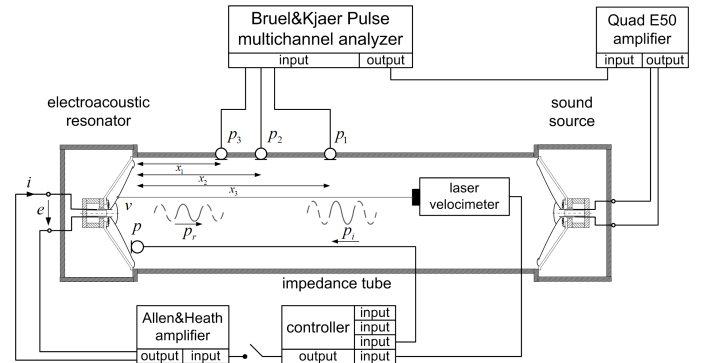 Bruel&Kjaer Pulse
multichannel analyzer
input output
Quad E50
amplifier
input output
electroacoustic
resonator
sound
source
p3 p2 p1
x1
x2
x3
i
e
v
laser
velocimeter
pr
pi
p
impedance tube
Allen&Heath
amplifier
output input
controller
input
input
input
output input